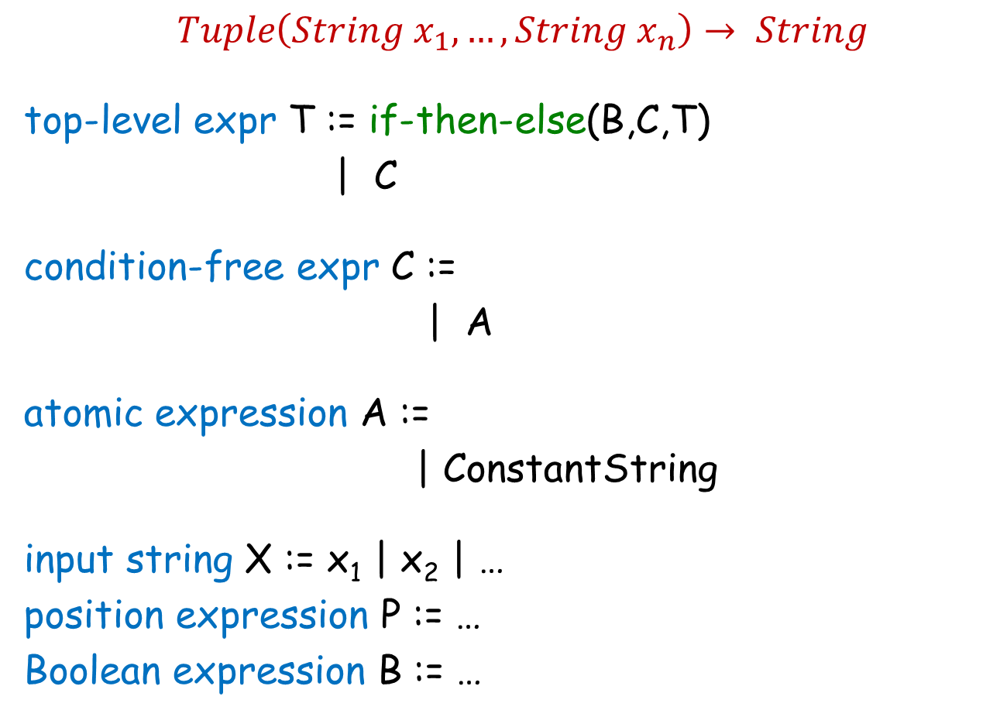 Tuple(String x₁, … , String xₙ) → String
top-level expr T := if-then-else(B,C,T)
| C
condition-free expr C :=
| A
atomic expression A :=
| ConstantString
input string X := x₁ | x₂ | …
position expression P := …
Boolean expression B := …